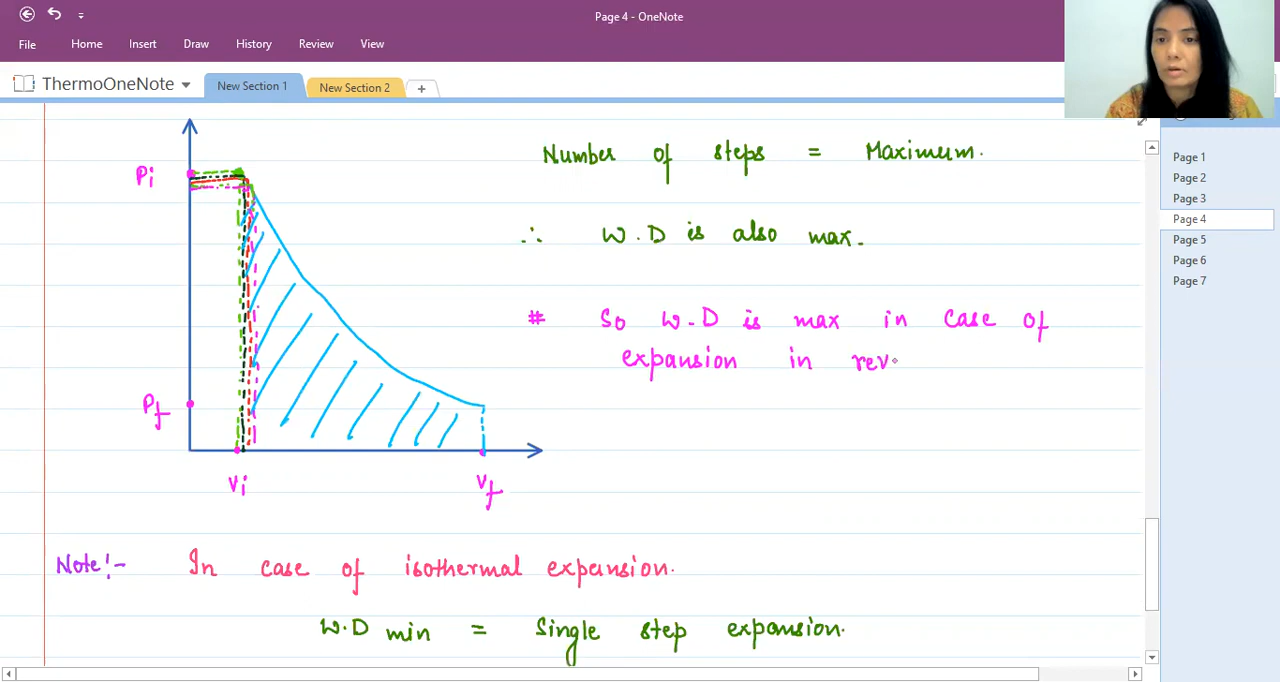 Page 4 - OneNote
File Home Insert Draw History Review View
ThermoOneNote New Section 1 New Section 2 +
Page 1
Page 2
Page 3
Page 4
Page 5
Page 6
Page 7
Pi
Pf
Vi
Vf
Number of steps = Maximum.
∴ W.D is also max.
# So W.D is max in case of
expansion in rev
Note!- In case of isothermal expansion.
W.D min = Single step expansion.